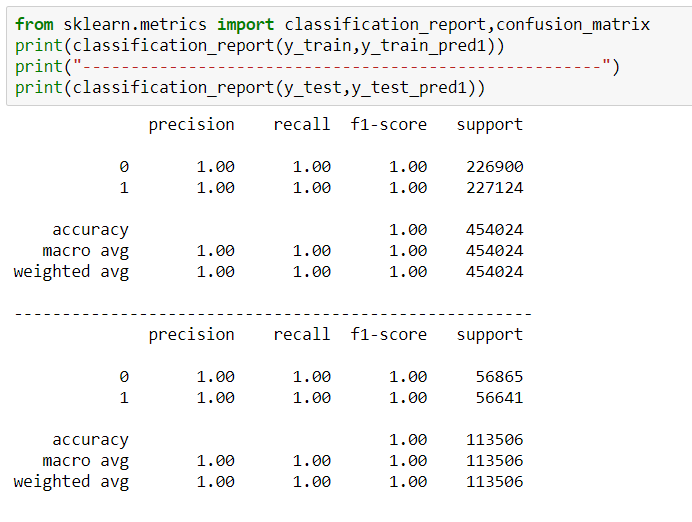 from sklearn.metrics import classification_report,confusion_matrix
print(classification_report(y_train,y_train_pred1))
print("------------------------------------------------------")
print(classification_report(y_test,y_test_pred1))
precision recall f1-score support
0 1.00 1.00 1.00 226900
1 1.00 1.00 1.00 227124
accuracy 1.00 454024
macro avg 1.00 1.00 1.00 454024
weighted avg 1.00 1.00 1.00 454024
------------------------------------------------------
precision recall f1-score support
0 1.00 1.00 1.00 56865
1 1.00 1.00 1.00 56641
accuracy 1.00 113506
macro avg 1.00 1.00 1.00 113506
weighted avg 1.00 1.00 1.00 113506